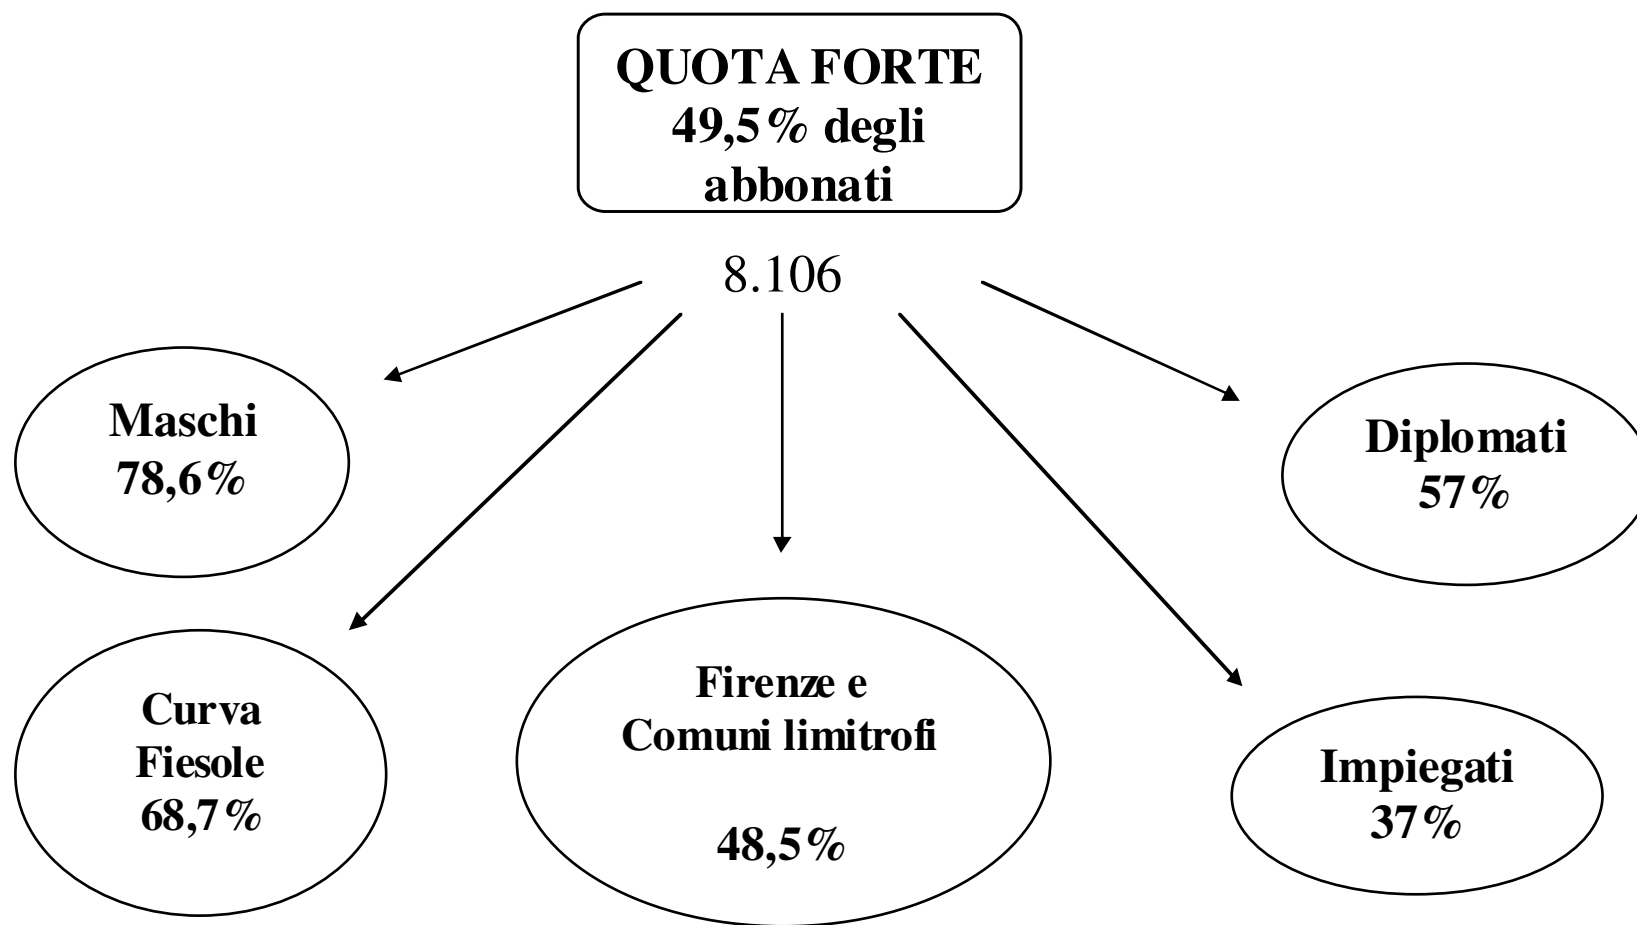 QUOTA FORTE
49,5% degli
abbonati
8.106
Maschi
78,6%
Diplomati
57%
Curva
Fiesole
68,7%
Firenze e
Comuni limitrofi
48,5%
Impiegati
37%